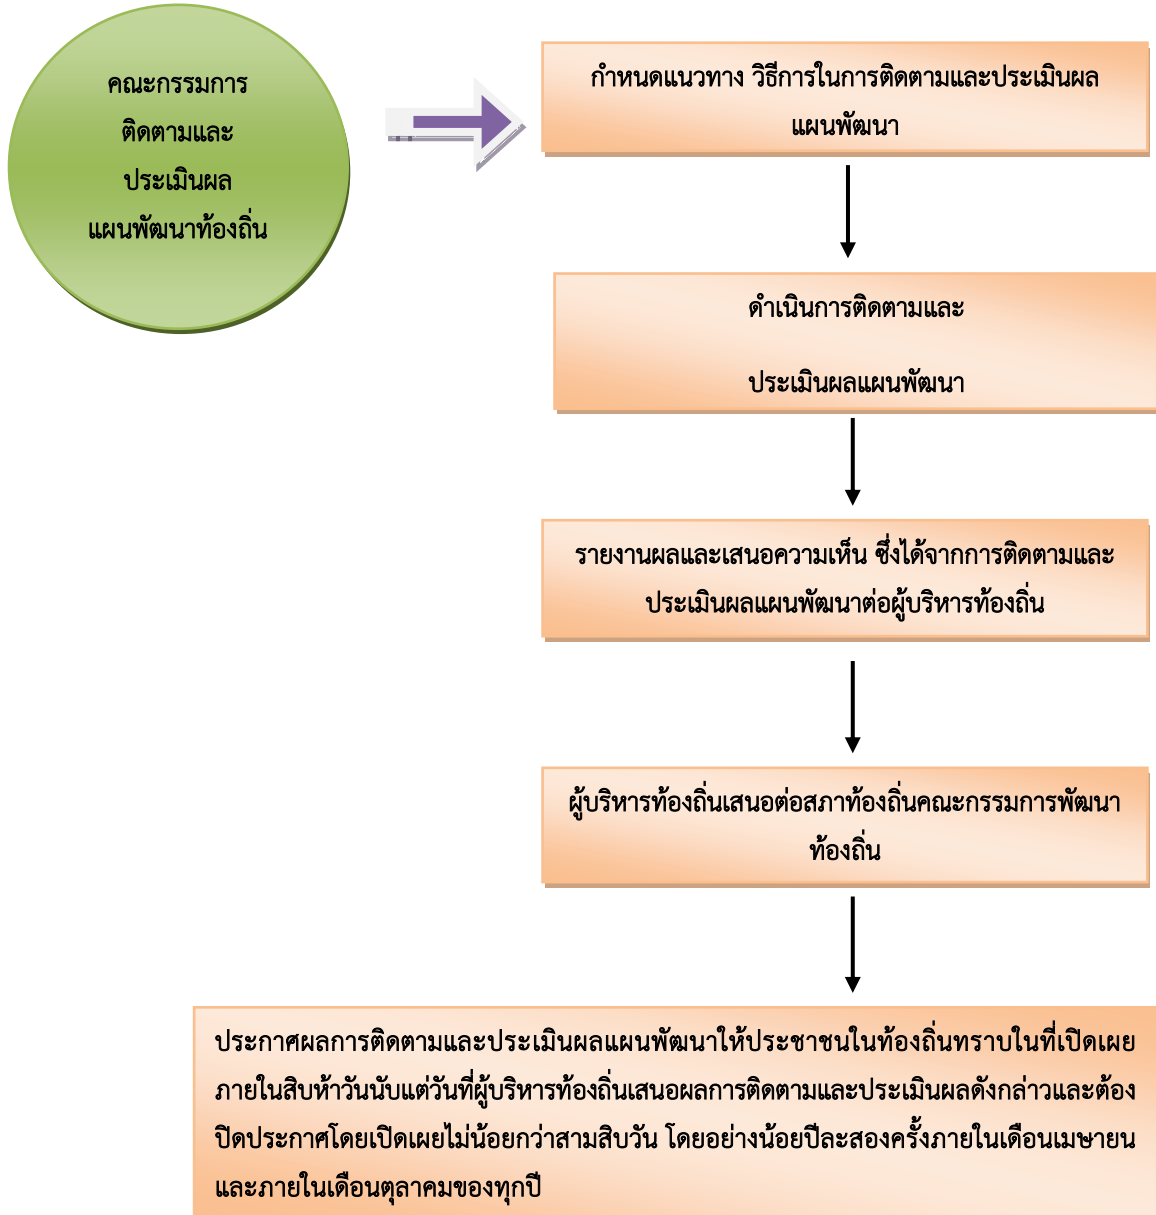 คณะกรรมการ
ติดตามและ
ประเมินผล
แผนพัฒนาท้องถิ่น
กำหนดแนวทาง วิธีการในการติดตามและประเมินผล
แผนพัฒนา
ดำเนินการติดตามและ
ประเมินผลแผนพัฒนา
รายงานผลและเสนอความเห็น ซึ่งได้จากการติดตามและ
ประเมินผลแผนพัฒนาต่อผู้บริหารท้องถิ่น
ผู้บริหารท้องถิ่นเสนอต่อสภาท้องถิ่นคณะกรรมการพัฒนา
ท้องถิ่น
ประกาศผลการติดตามและประเมินผลแผนพัฒนาให้ประชาชนในท้องถิ่นทราบในที่เปิดเผย
ภายในสิบห้าวันนับแต่วันที่ผู้บริหารท้องถิ่นเสนอผลการติดตามและประเมินผลดังกล่าวและต้อง
ปิดประกาศโดยเปิดเผยไม่น้อยกว่าสามสิบวัน โดยอย่างน้อยปีละสองครั้งภายในเดือนเมษายน
และภายในเดือนตุลาคมของทุกปี